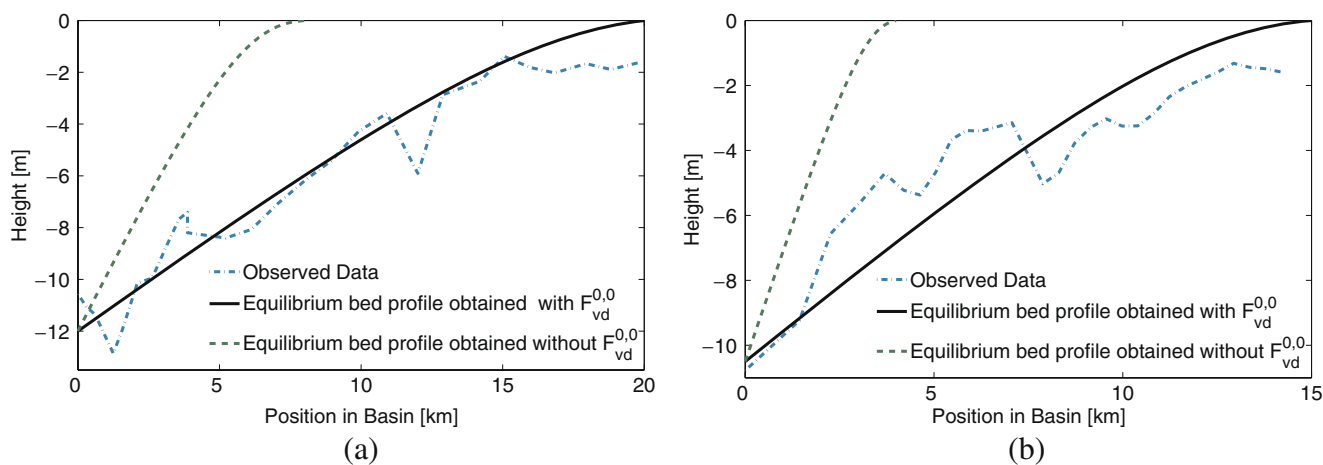 0
−2
−4
−6
−8
−10
−12
Height [m]
0
5
10
15
20
Position in Basin [km]
Observed Data
Equilibrium bed profile obtained with F_vd^0,0
Equilibrium bed profile obtained without F_vd^0,0
(a)
0
−2
−4
−6
−8
−10
Height [m]
0
5
10
15
Position in Basin [km]
Observed Data
Equilibrium bed profile obtained with F_vd^0,0
Equilibrium bed profile obtained without F_vd^0,0
(b)